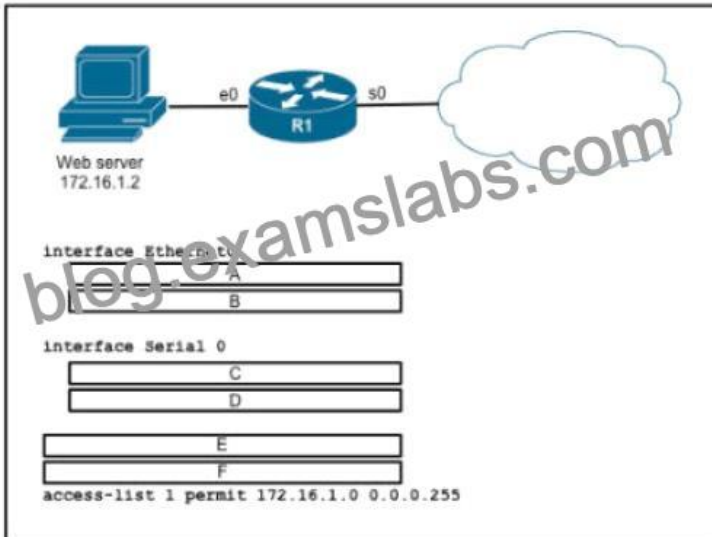 e0
s0
R1
Web server
172.16.1.2
blog.examslabs.com
interface
A
B
interface Serial 0
C
D
E
F
access-list 1 permit 172.16.1.0 0.0.0.255